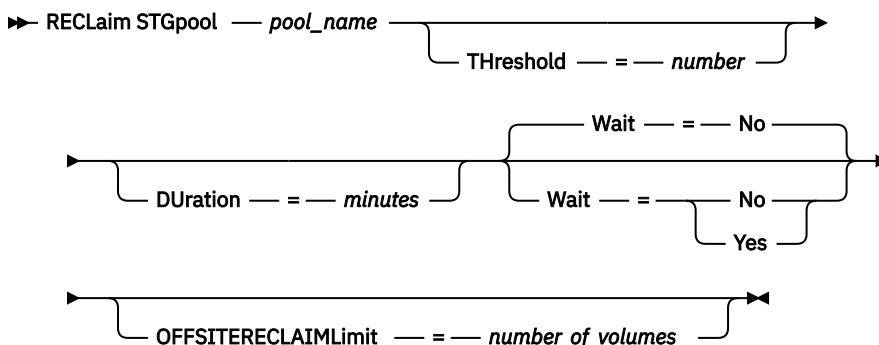 RECLaim STGpool — pool_name
THreshold — = — number
Wait — = — No
DUration — = — minutes
Wait — = — No
Yes
OFFSITERECLAIMLimit — = — number of volumes